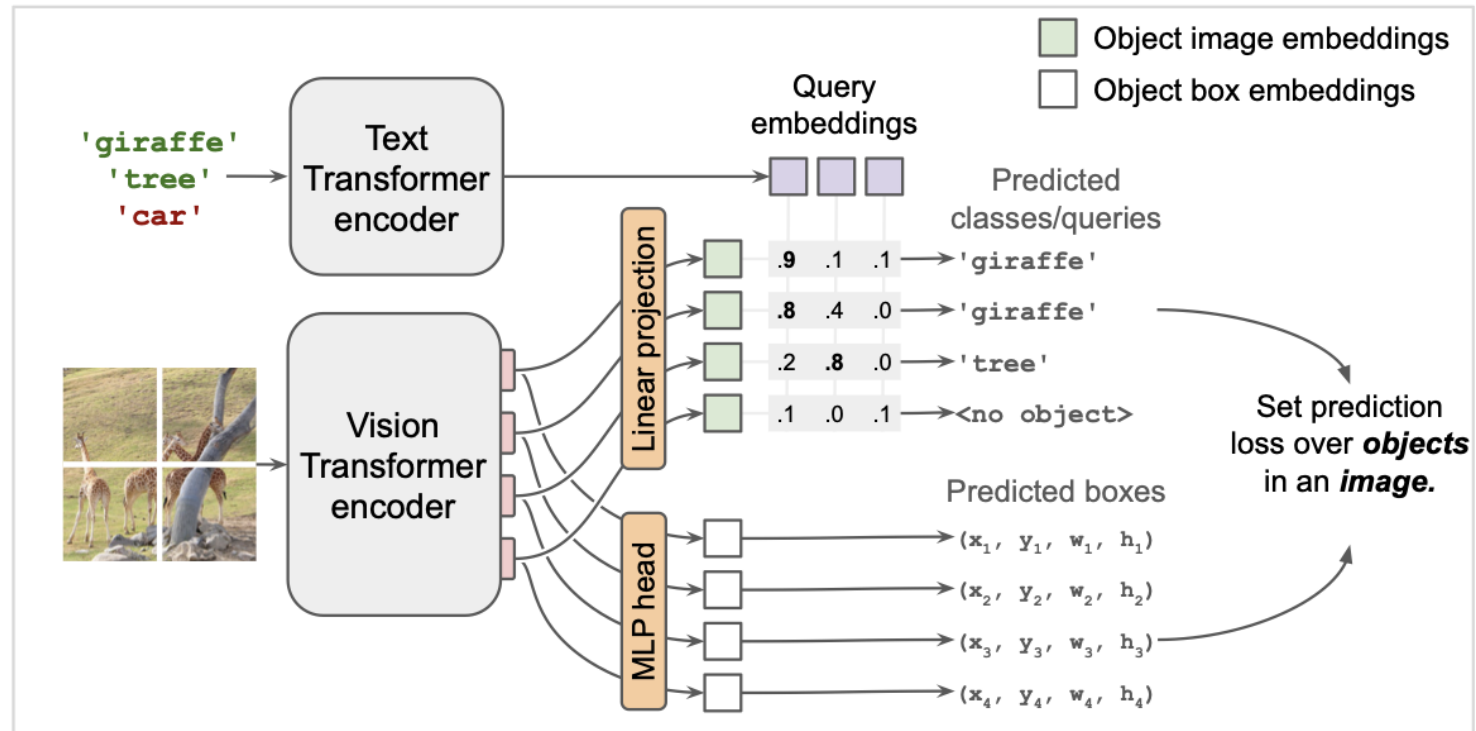 Object image embeddings
Object box embeddings
Query
embeddings
'giraffe'
'tree'
'car'
Text
Transformer
encoder
Predicted
classes/queries
Linear projection
.9 .1 .1
'giraffe'
.8 .4 .0
'giraffe'
.2 .8 .0
'tree'
.1 .0 .1
<no object>
Vision
Transformer
encoder
Set prediction
loss over objects
in an image.
Predicted boxes
MLP head
(x₁, y₁, w₁, h₁)
(x₂, y₂, w₂, h₂)
(x₃, y₃, w₃, h₃)
(x₄, y₄, w₄, h₄)